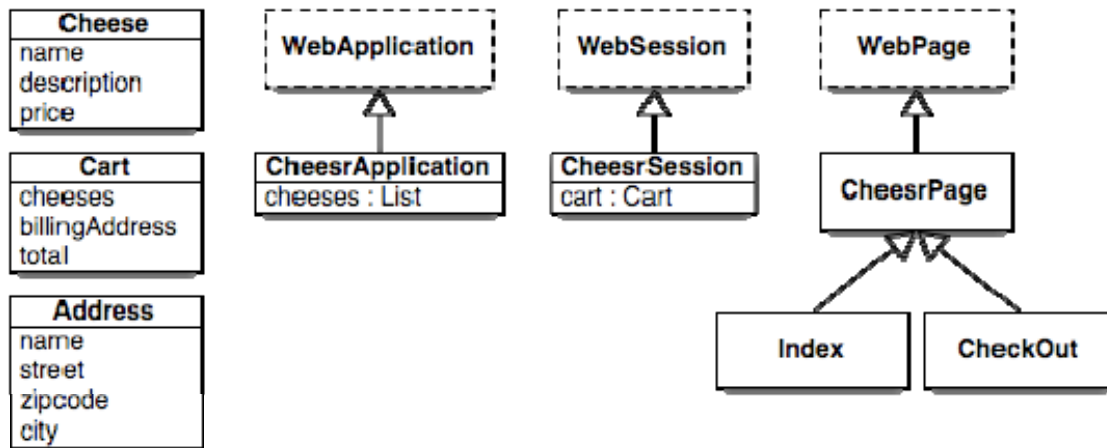 Cheese
name
description
price
Cart
cheeses
billingAddress
total
Address
name
street
zipcode
city
WebApplication
CheesrApplication
cheeses : List
WebSession
CheesrSession
cart : Cart
WebPage
CheesrPage
Index
CheckOut